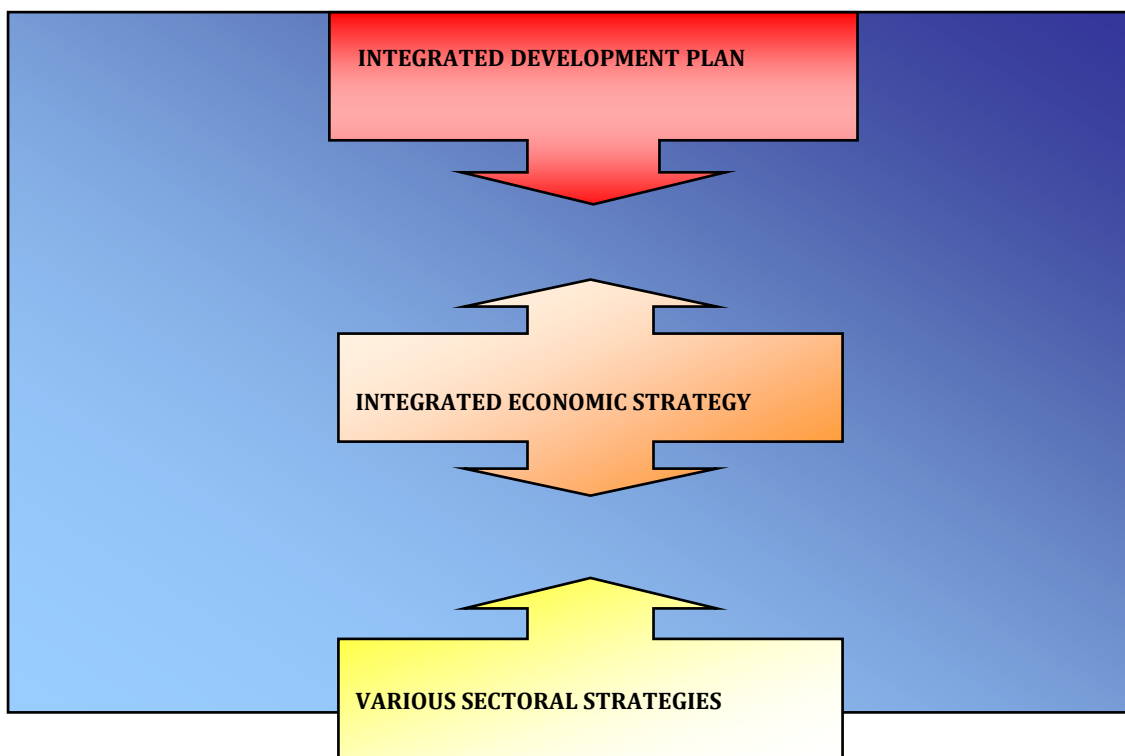 INTEGRATED DEVELOPMENT PLAN
INTEGRATED ECONOMIC STRATEGY
VARIOUS SECTORAL STRATEGIES